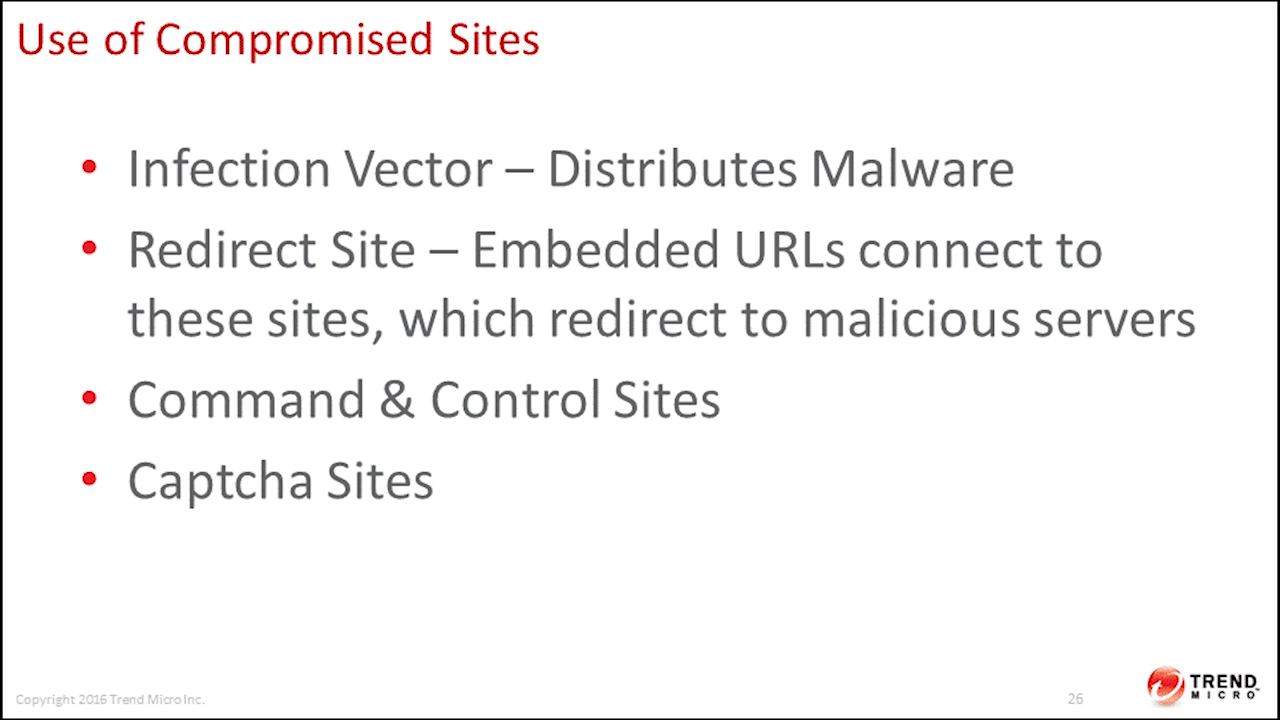 Use of Compromised Sites
• Infection Vector – Distributes Malware
• Redirect Site – Embedded URLs connect to
these sites, which redirect to malicious servers
• Command & Control Sites
• Captcha Sites
Copyright 2016 Trend Micro Inc.
26
TREND
MICRO™